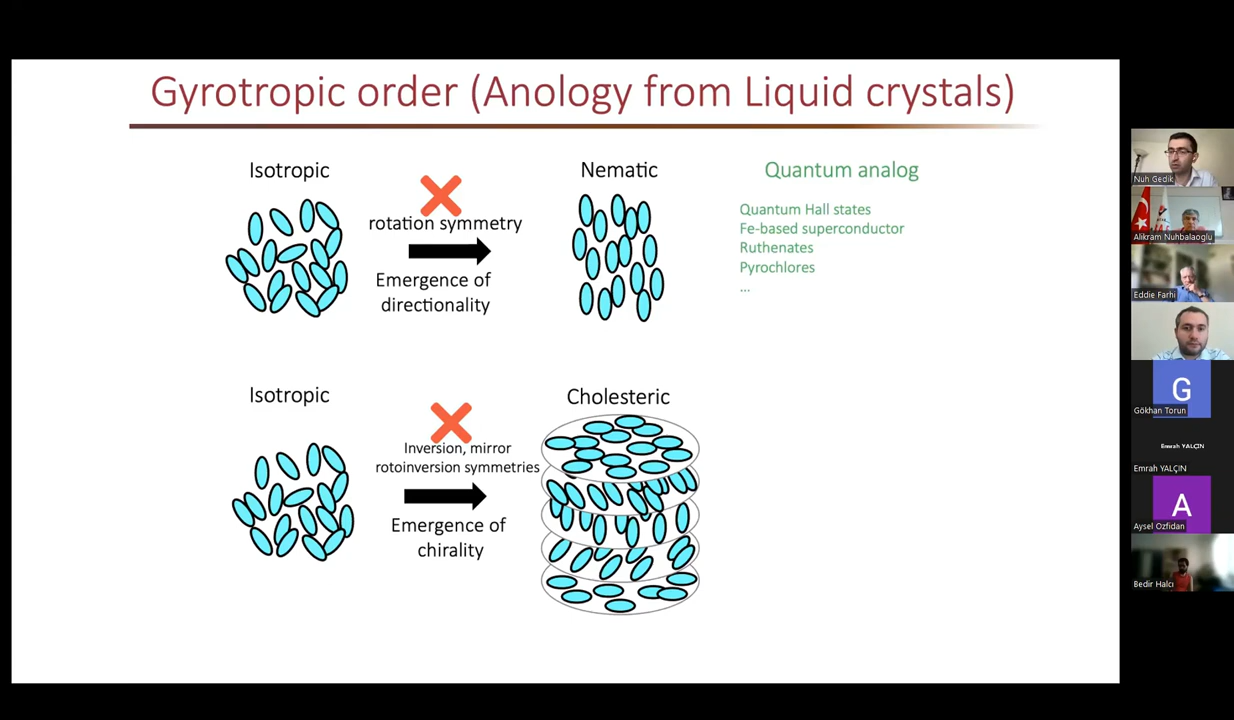 Gyrotropic order (Anology from Liquid crystals)
Isotropic
rotation symmetry
Emergence of
directionality
Nematic
Quantum analog
Quantum Hall states
Fe-based superconductor
Ruthenates
Pyrochlores
...
Isotropic
Inversion, mirror
rotoinversion symmetries
Emergence of
chirality
Cholesteric
Nuh Gedik
Alikram Nuhbalaoglu
Eddie Farhi
G
Gökhan Torun
Emrah YALÇIN
Emrah YALÇIN
A
Aysel Ozfidan
Bedir Halcı